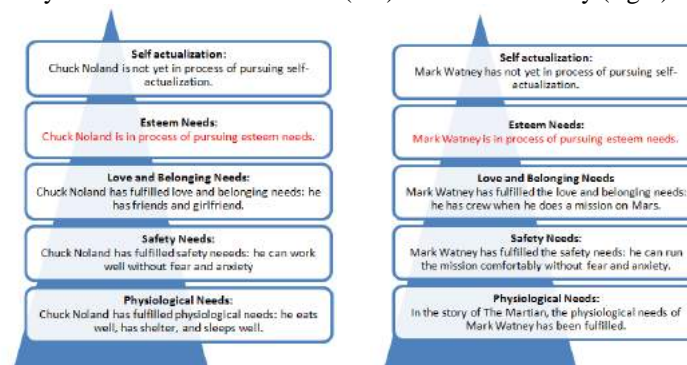 Self actualization:
Chuck Noland is not yet in process of pursuing self-
actualization.
Esteem Needs:
Chuck Noland is in process of pursuing esteem needs.
Love and Belonging Needs:
Chuck Noland has fulfilled love and belonging needs: he
has friends and girlfriend.
Safety Needs:
Chuck Noland has fulfilled safety neeeds: he can work
well without fear and anxiety
Physiological Needs:
Chuck Noland has fulfilled physiological needs: he eats
well, has shelter, and sleeps well.
Self actualization:
Mark Watney has not yet in process of pursuing self-
actualization.
Esteem Needs:
Mark Watney is in process of pursuing esteem needs.
Love and Belonging Needs
Mark Watney has fulfilled the love and belonging needs:
he has crew when he does a mission on Mars.
Safety Needs:
Mark Watney has fulfilled the safety needs: he can run
the mission comfortably without fear and anxiety.
Physiological Needs:
In the story of The Martian, the physiological needs of
Mark Watney has been fulfilled.